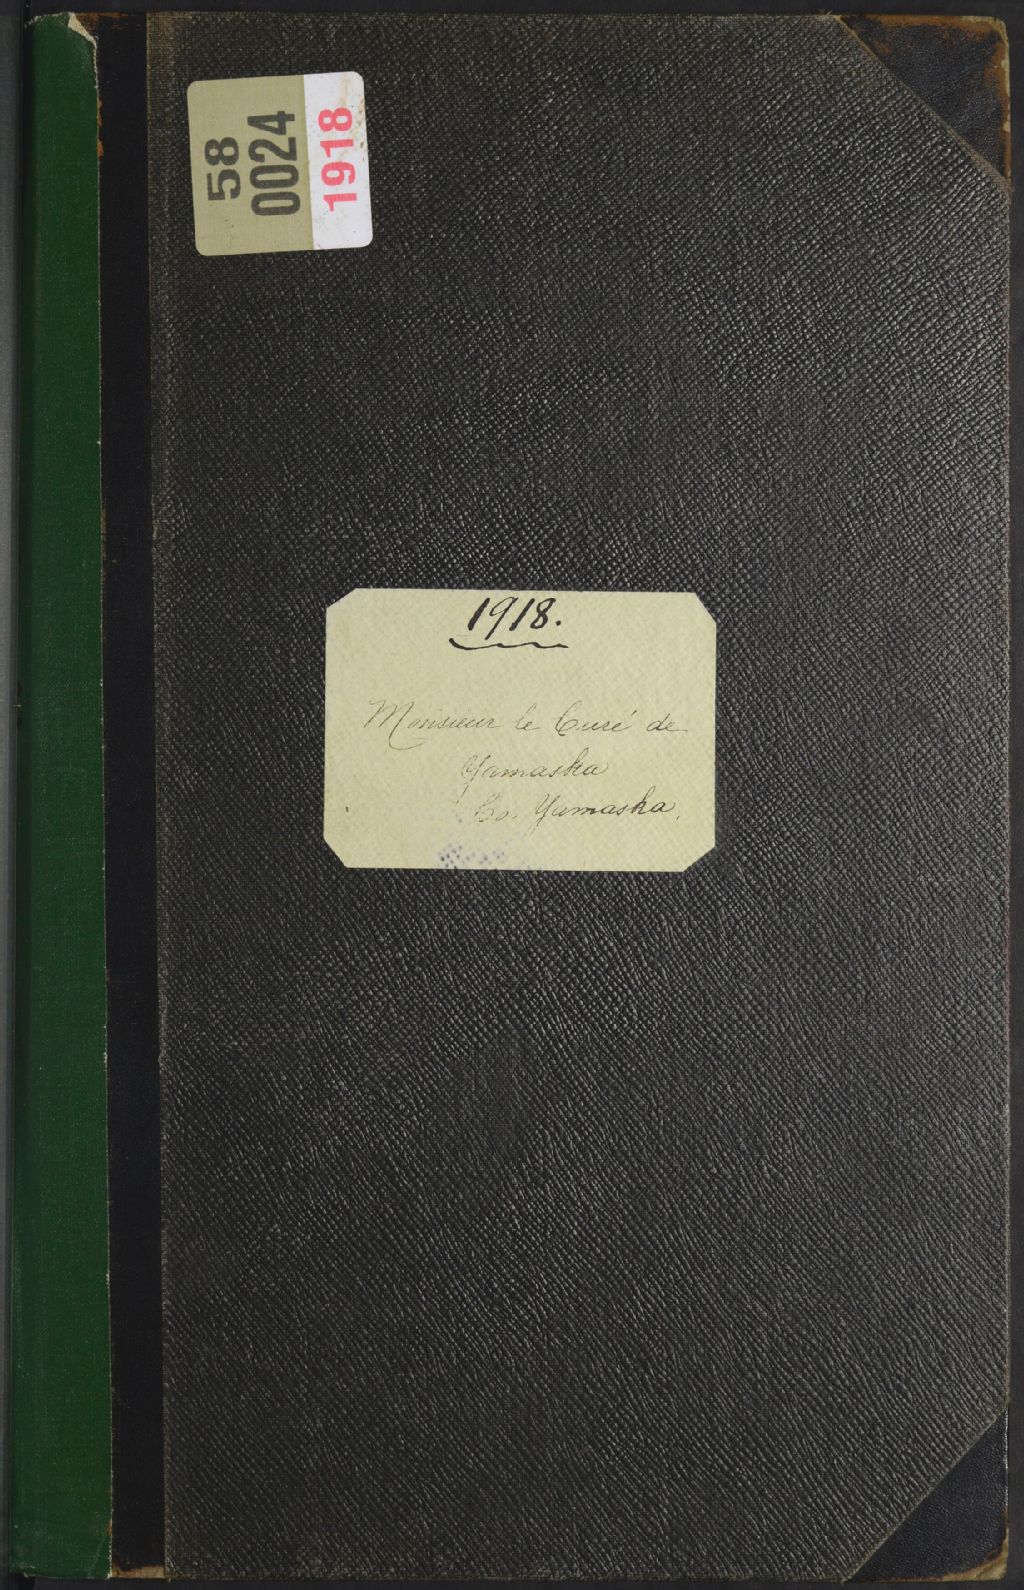 58
0024
1918
1918.
Monsieur le Curé de
Yamaska
Co. Yamaska.